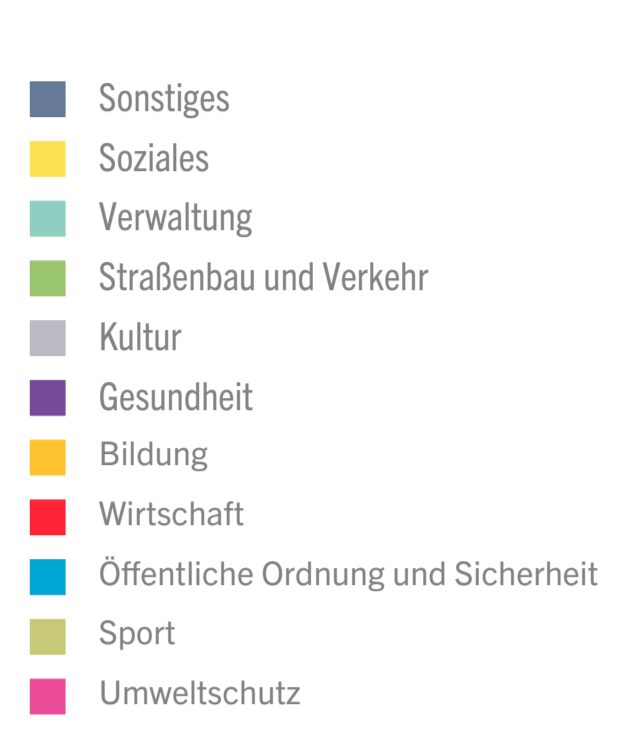 Sonstiges
Soziales
Verwaltung
Straßenbau und Verkehr
Kultur
Gesundheit
Bildung
Wirtschaft
Öffentliche Ordnung und Sicherheit
Sport
Umweltschutz